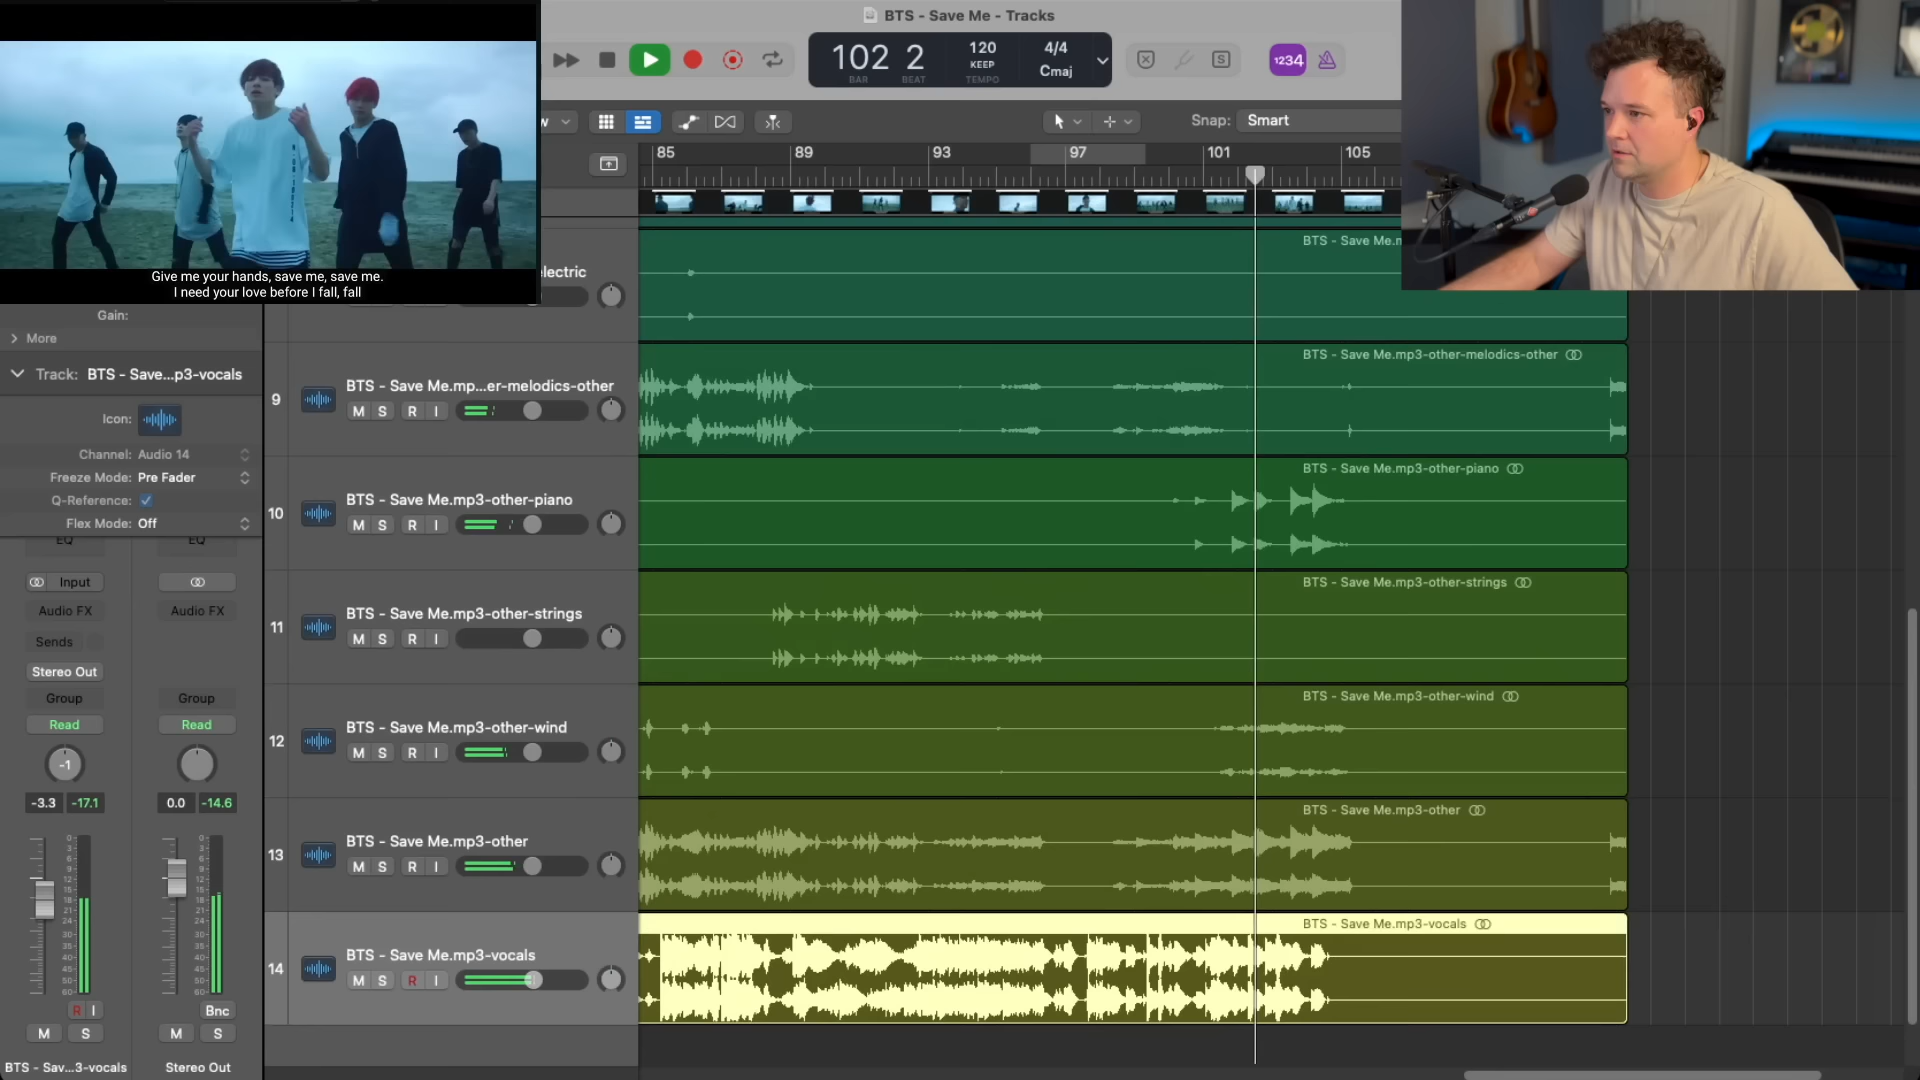 BTS - Save Me - Tracks
102 2
BAR BEAT
120
KEEP
TEMPO
4/4
Cmaj
S
1234
Snap: Smart
85 89 93 97 101 105
Give me your hands, save me, save me.
I need your love before I fall, fall
Gain:
More
Track: BTS - Save...p3-vocals
Icon:
Channel: Audio 14
Freeze Mode: Pre Fader
Q-Reference:
Flex Mode: Off
EQ EQ
Input
Audio FX Audio FX
Sends
Stereo Out
Group Group
Read Read
-1
-3.3 -17.1 0.0 -14.6
R I Bnc
M S M S
BTS - Sav...3-vocals Stereo Out
lectric
BTS - Save Me.m
9 BTS - Save Me.mp...er-melodics-other
M S R I
BTS - Save Me.mp3-other-melodics-other
10 BTS - Save Me.mp3-other-piano
M S R I
BTS - Save Me.mp3-other-piano
11 BTS - Save Me.mp3-other-strings
M S R I
BTS - Save Me.mp3-other-strings
12 BTS - Save Me.mp3-other-wind
M S R I
BTS - Save Me.mp3-other-wind
13 BTS - Save Me.mp3-other
M S R I
BTS - Save Me.mp3-other
14 BTS - Save Me.mp3-vocals
M S R I
BTS - Save Me.mp3-vocals